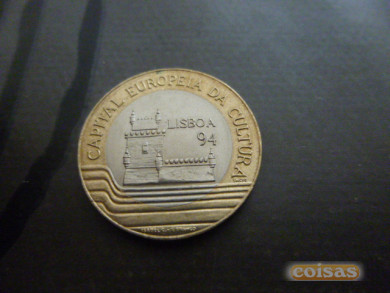 CAPITAL EUROPEIA DA CULTURA
LISBOA
94
coisas